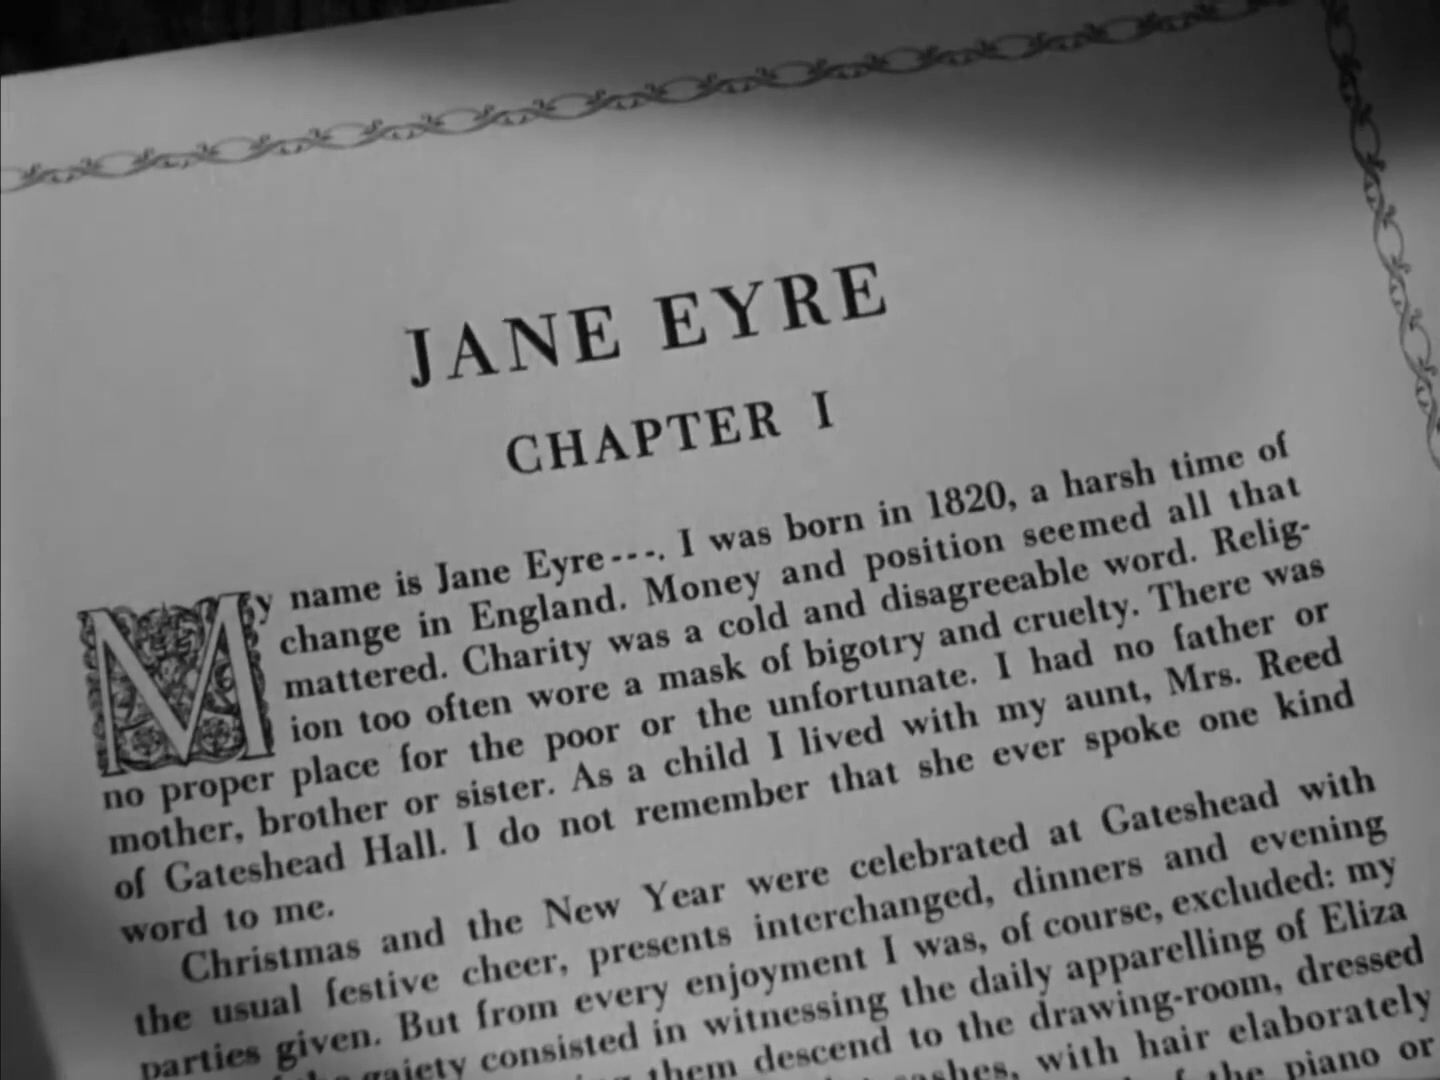 JANE EYRE
CHAPTER I
My name is Jane Eyre---. I was born in 1820, a harsh time of
change in England. Money and position seemed all that
mattered. Charity was a cold and disagreeable word. Relig-
ion too often wore a mask of bigotry and cruelty. There was
no proper place for the poor or the unfortunate. I had no father or
mother, brother or sister. As a child I lived with my aunt, Mrs. Reed
of Gateshead Hall. I do not remember that she ever spoke one kind
word to me.
Christmas and the New Year were celebrated at Gateshead with
the usual festive cheer, presents interchanged, dinners and evening
parties given. But from every enjoyment I was, of course, excluded: my
gaiety consisted in witnessing the daily apparelling of Eliza
them descend to the drawing-room, dressed
with hair elaborately
the piano or